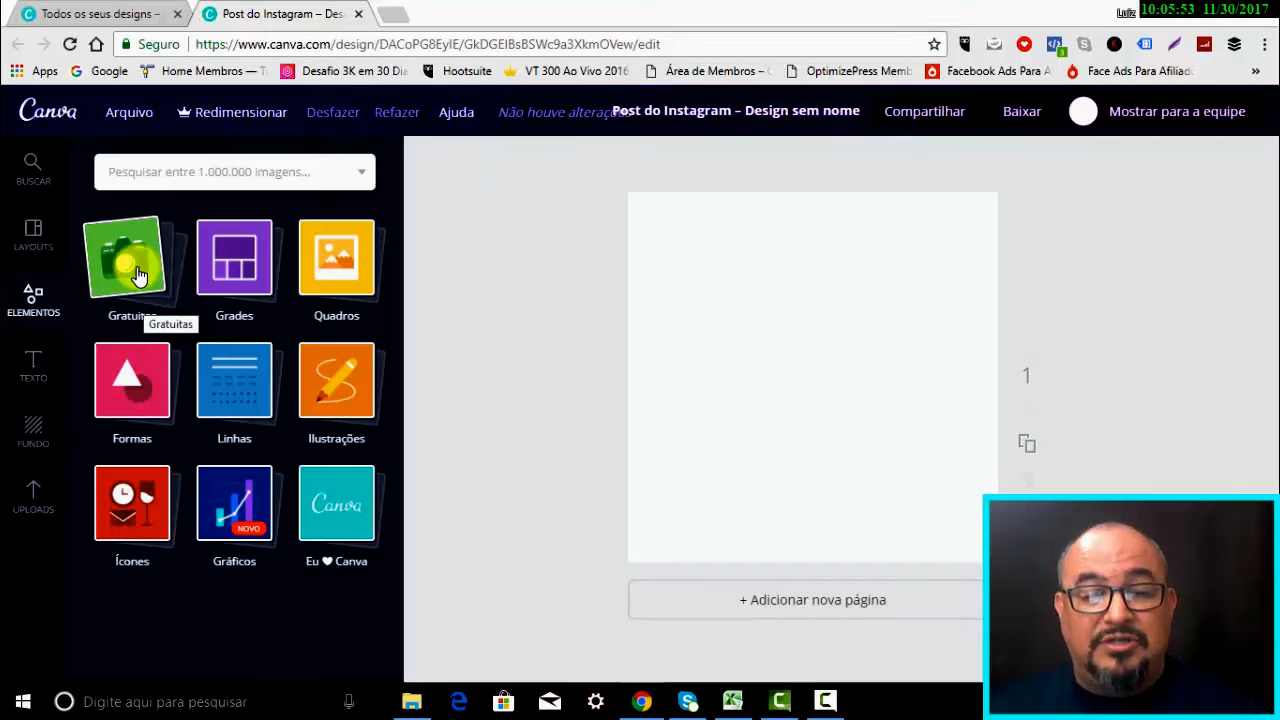 Luiz 10:05:53 11/30/2017
Todos os seus designs –
Post do Instagram – Des
Seguro
https://www.canva.com/design/DACoPG8EyIE/GkDGEIBsBSWc9a3XkmOVew/edit
Apps
Google
Home Membros —
Desafio 3K em 30 Dia
Hootsuite
VT 300 Ao Vivo 2016
Área de Membros –
OptimizePress Memb
Facebook Ads Para A
Face Ads Para Afiliad
»
Canva
Arquivo
Redimensionar
Desfazer
Refazer
Ajuda
Não houve alteraç
Post do Instagram – Design sem nome
Compartilhar
Baixar
Mostrar para a equipe
BUSCAR
LAYOUTS
ELEMENTOS
TEXTO
FUNDO
UPLOADS
Pesquisar entre 1.000.000 imagens...
Gratuitas
Grades
Quadros
Formas
Linhas
Ilustrações
NOVO
Canva
Ícones
Gráficos
Eu ♥ Canva
1
+ Adicionar nova página
Digite aqui para pesquisar